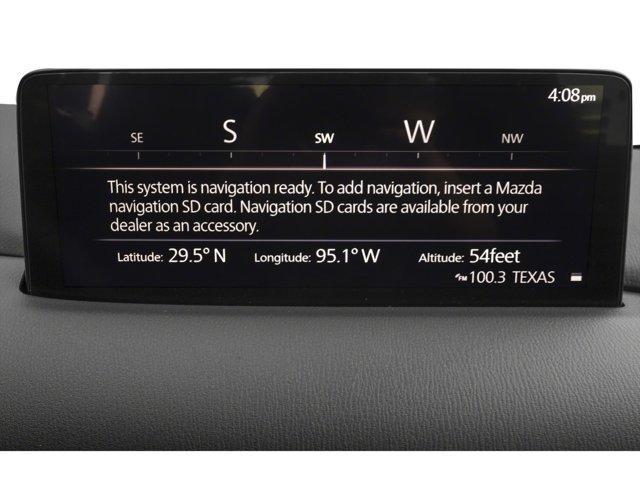 4:08pm
SE S SW W NW
This system is navigation ready. To add navigation, insert a Mazda
navigation SD card. Navigation SD cards are available from your
dealer as an accessory.
Latitude: 29.5° N Longitude: 95.1° W Altitude: 54feet
FM 100.3 TEXAS